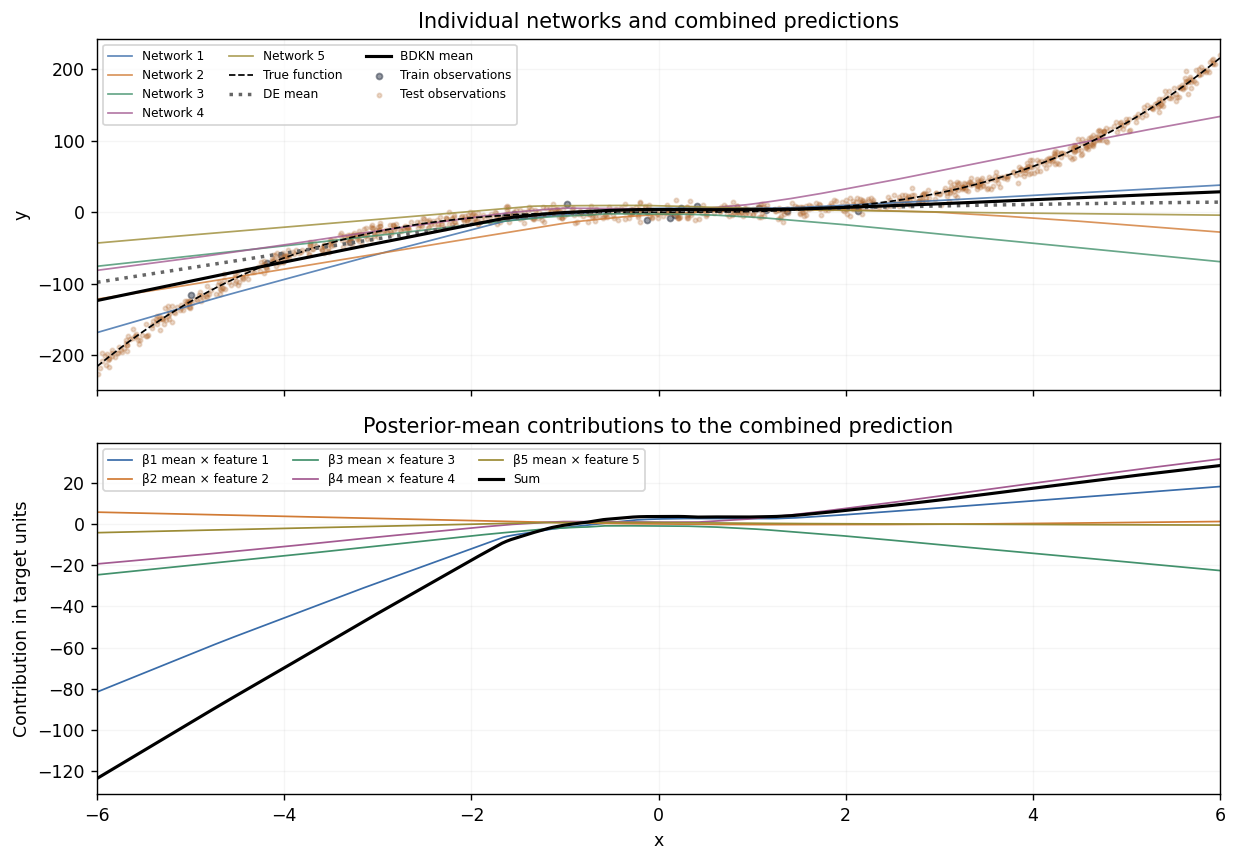 Individual networks and combined predictions
Network 1
Network 2
Network 3
Network 4
Network 5
True function
DE mean
BDKN mean
Train observations
Test observations
200
100
0
−100
−200
y
Posterior-mean contributions to the combined prediction
β1 mean × feature 1
β2 mean × feature 2
β3 mean × feature 3
β4 mean × feature 4
β5 mean × feature 5
Sum
20
0
−20
−40
−60
−80
−100
−120
Contribution in target units
−6 −4 −2 0 2 4 6
x